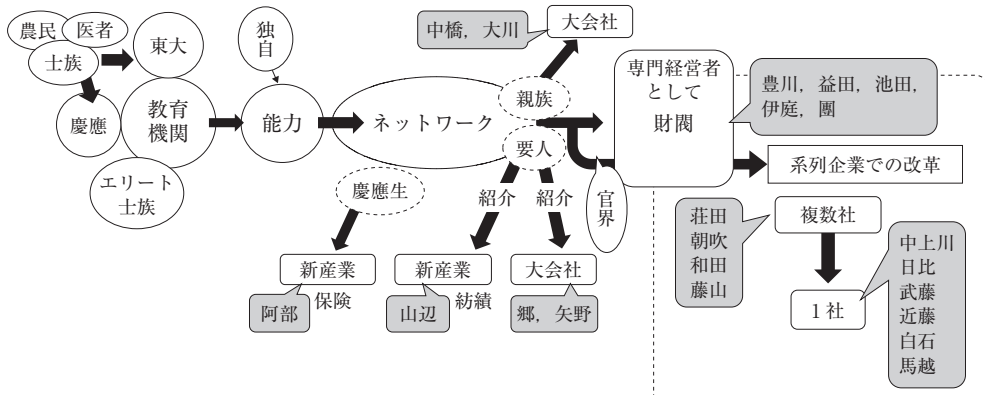 農民
医者
士族
東大
慶應
教育
機関
エリート
士族
独自
能力
ネットワーク
親族
要人
中橋，大川
大会社
専門経営者
として
財閥
豊川，益田，池田，
伊庭，團
系列企業での改革
官界
慶應生
紹介
紹介
新産業
保険
阿部
新産業
紡績
山辺
大会社
郷，矢野
荘田
朝吹
和田
藤山
複数社
1社
中上川
日比
武藤
近藤
白石
馬越